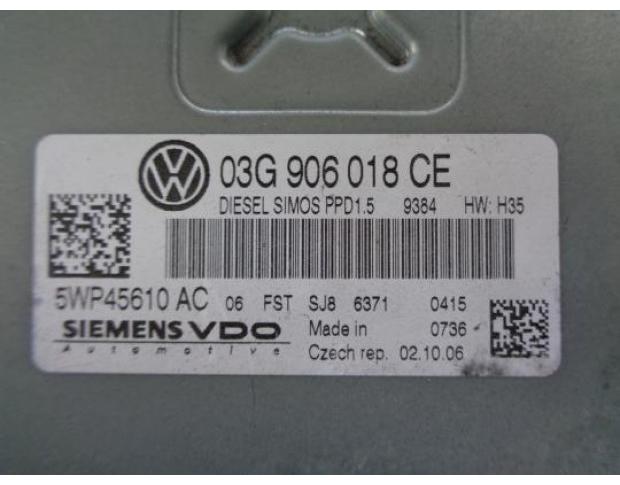 03G 906 018 CE
DIESEL SIMOS PPD1.5 9384 HW: H35
5WP45610 AC 06 FST SJ8 6371 0415
SIEMENS VDO Made in 0736
Automotive Czech rep. 02.10.06